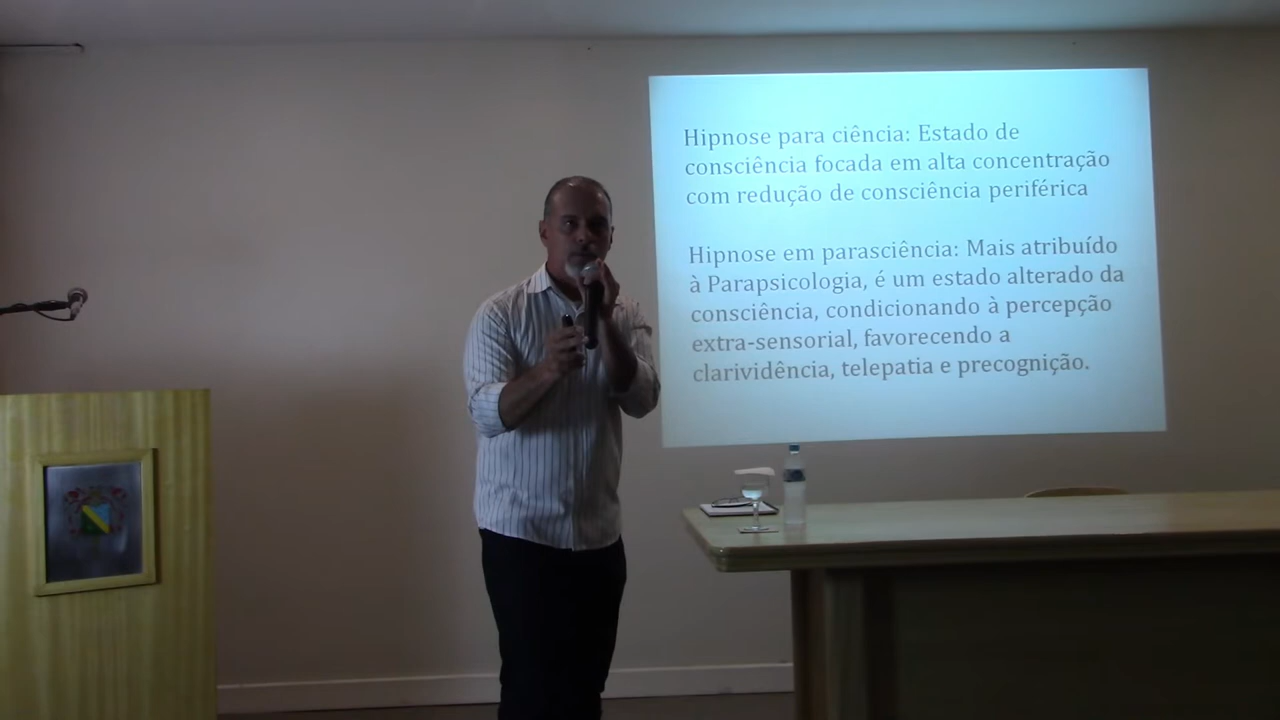 Hipnose para ciência: Estado de
consciência focada em alta concentração
com redução de consciência periférica
Hipnose em parasciência: Mais atribuído
à Parapsicologia, é um estado alterado da
consciência, condicionando à percepção
extra-sensorial, favorecendo a
clarividência, telepatia e precognição.